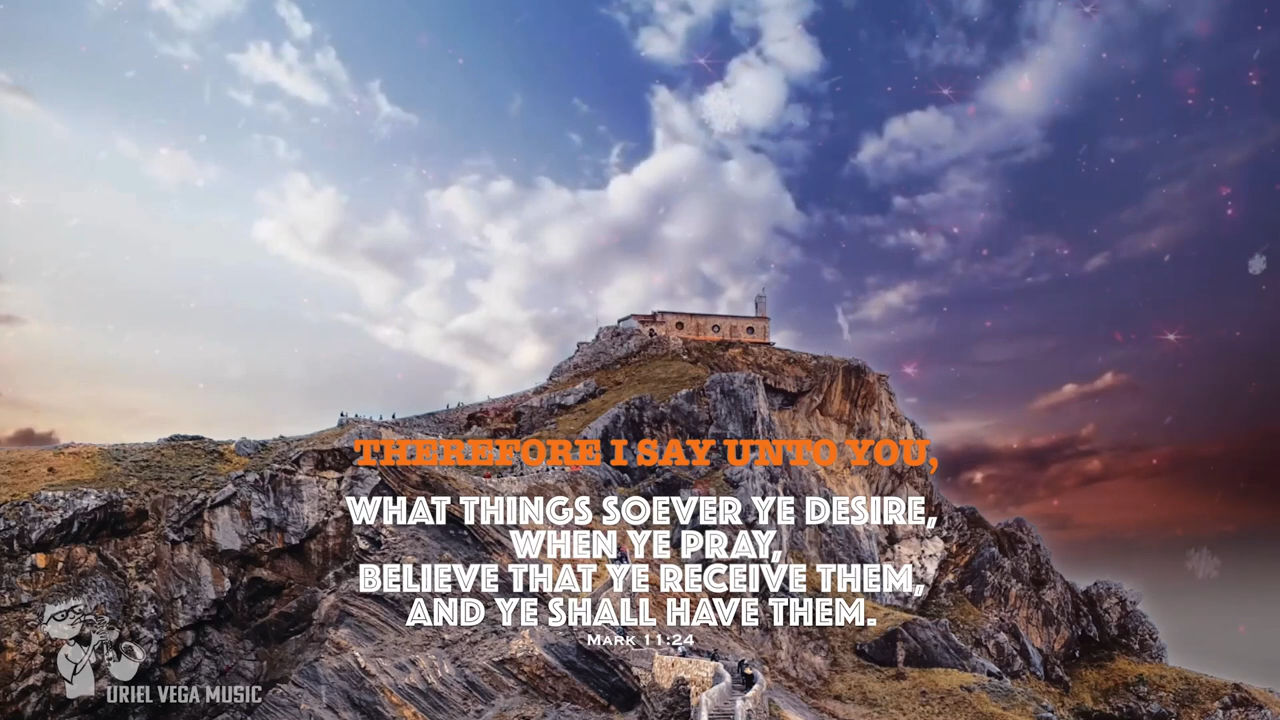 THEREFORE I SAY UNTO YOU,
WHAT THINGS SOEVER YE DESIRE,
WHEN YE PRAY,
BELIEVE THAT YE RECEIVE THEM,
AND YE SHALL HAVE THEM.
MARK 11:24
URIEL VEGA MUSIC